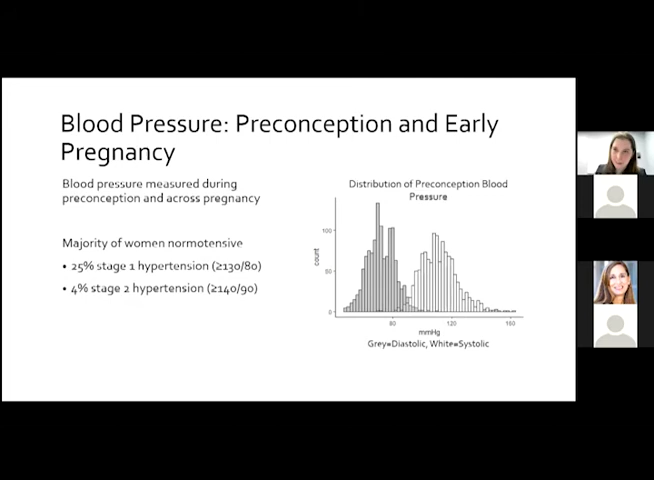 Blood Pressure: Preconception and Early
Pregnancy
Blood pressure measured during
preconception and across pregnancy
Majority of women normotensive
• 25% stage 1 hypertension (≥130/80)
• 4% stage 2 hypertension (≥140/90)
Distribution of Preconception Blood
Pressure
count
100
50
0
80
120
160
mmHg
Grey=Diastolic, White=Systolic